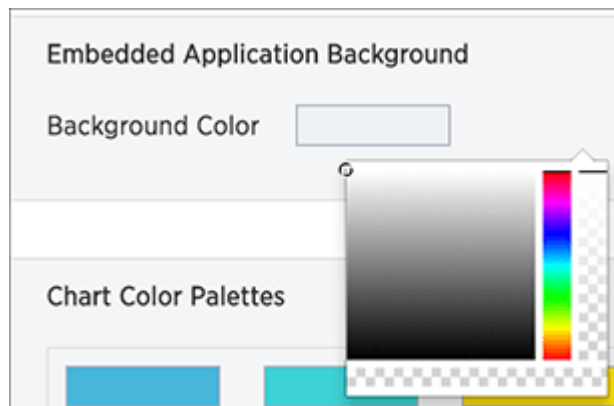 Embedded Application Background
Background Color
Chart Color Palettes